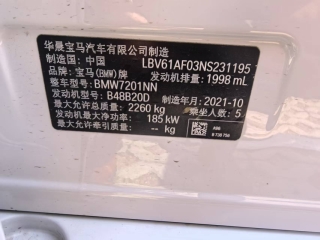 华晨宝马汽车有限公司制造
制造国：中国 LBV61AF03NS231195
品牌：宝马(BMW)牌 发动机排量：1998 mL
整车型号：BMW7201NN
发动机型号：B48B20D 制造年月：2021-10
最大允许总质量：2260 kg 乘坐人数：5
发动机最大净功率：185 kW
最大允许牵引质量： - kg